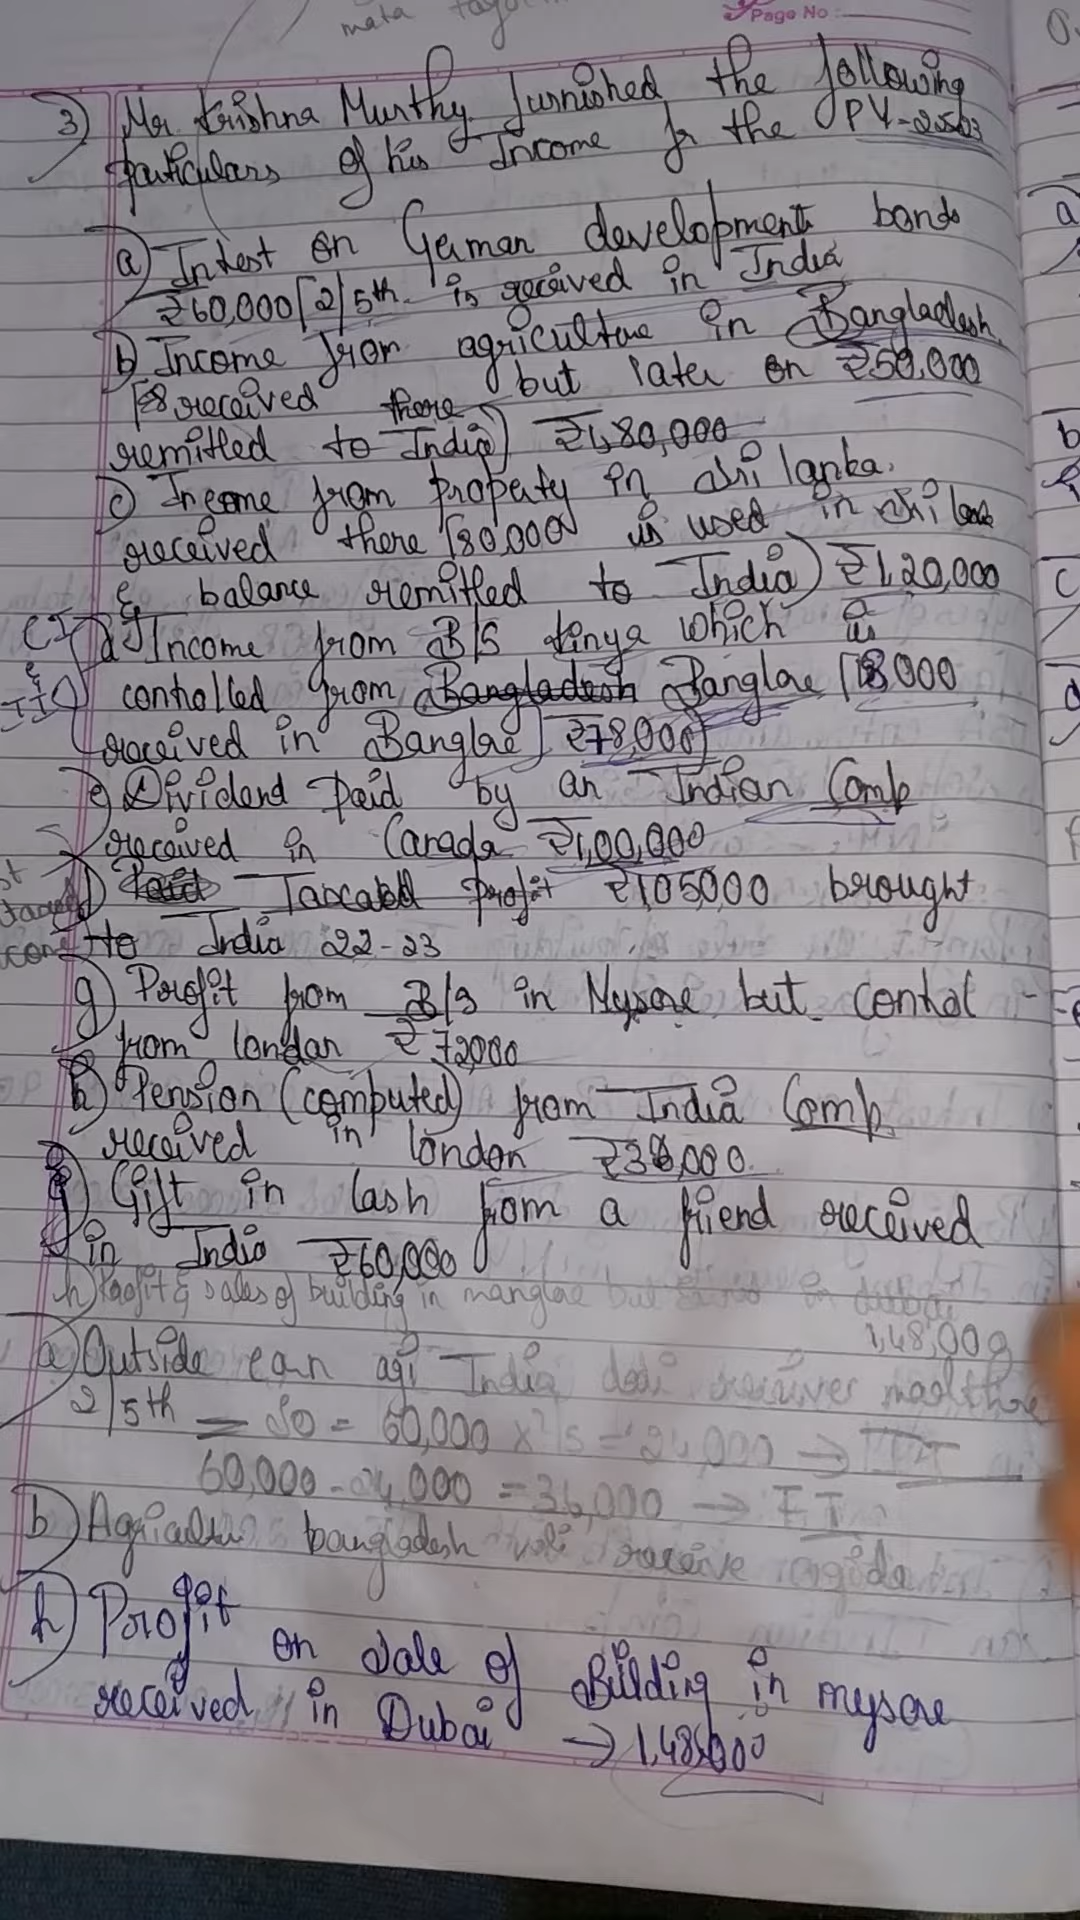 mata
Page No :
3) Mr. Krishna Murthy furnished the following
particulars of his Income for the PY-
a) Intest on German development bonds
₹60,000 [2/5th is received in India
b) Income from agriculture in Bangladesh
received there but later on ₹50,000
remitted to India) ₹1,80,000
c) Income from property in Sri lanka.
received there [80,000 is used in Sri lanka
& balance remitted to India) ₹1,20,000
d) Income from B/S kinya which is
controlled from Bangladesh Banglore [18000
received in Banglore] ₹78,000
e) Dividend paid by an Indian Comp
received in Canada ₹1,00,000
f) Paid profit ₹105000 brought
to India 22-23
g) Profit from B/S in Mysore but control
from london ₹72000
h) Pension (computed) from India Comp.
received in london ₹36,000
Gift in cash from a friend received
in India ₹60,000
h) Profit & sales of building in manglore but in dubai
1,48,000
a) Outside India
2/5th = 60,000 x 2/5 = 24,000 →
60,000 - 24,000 = 36,000 →
b) bangladesh
h) Profit on sale of Building in mysore
received in Dubai → 1,48,000